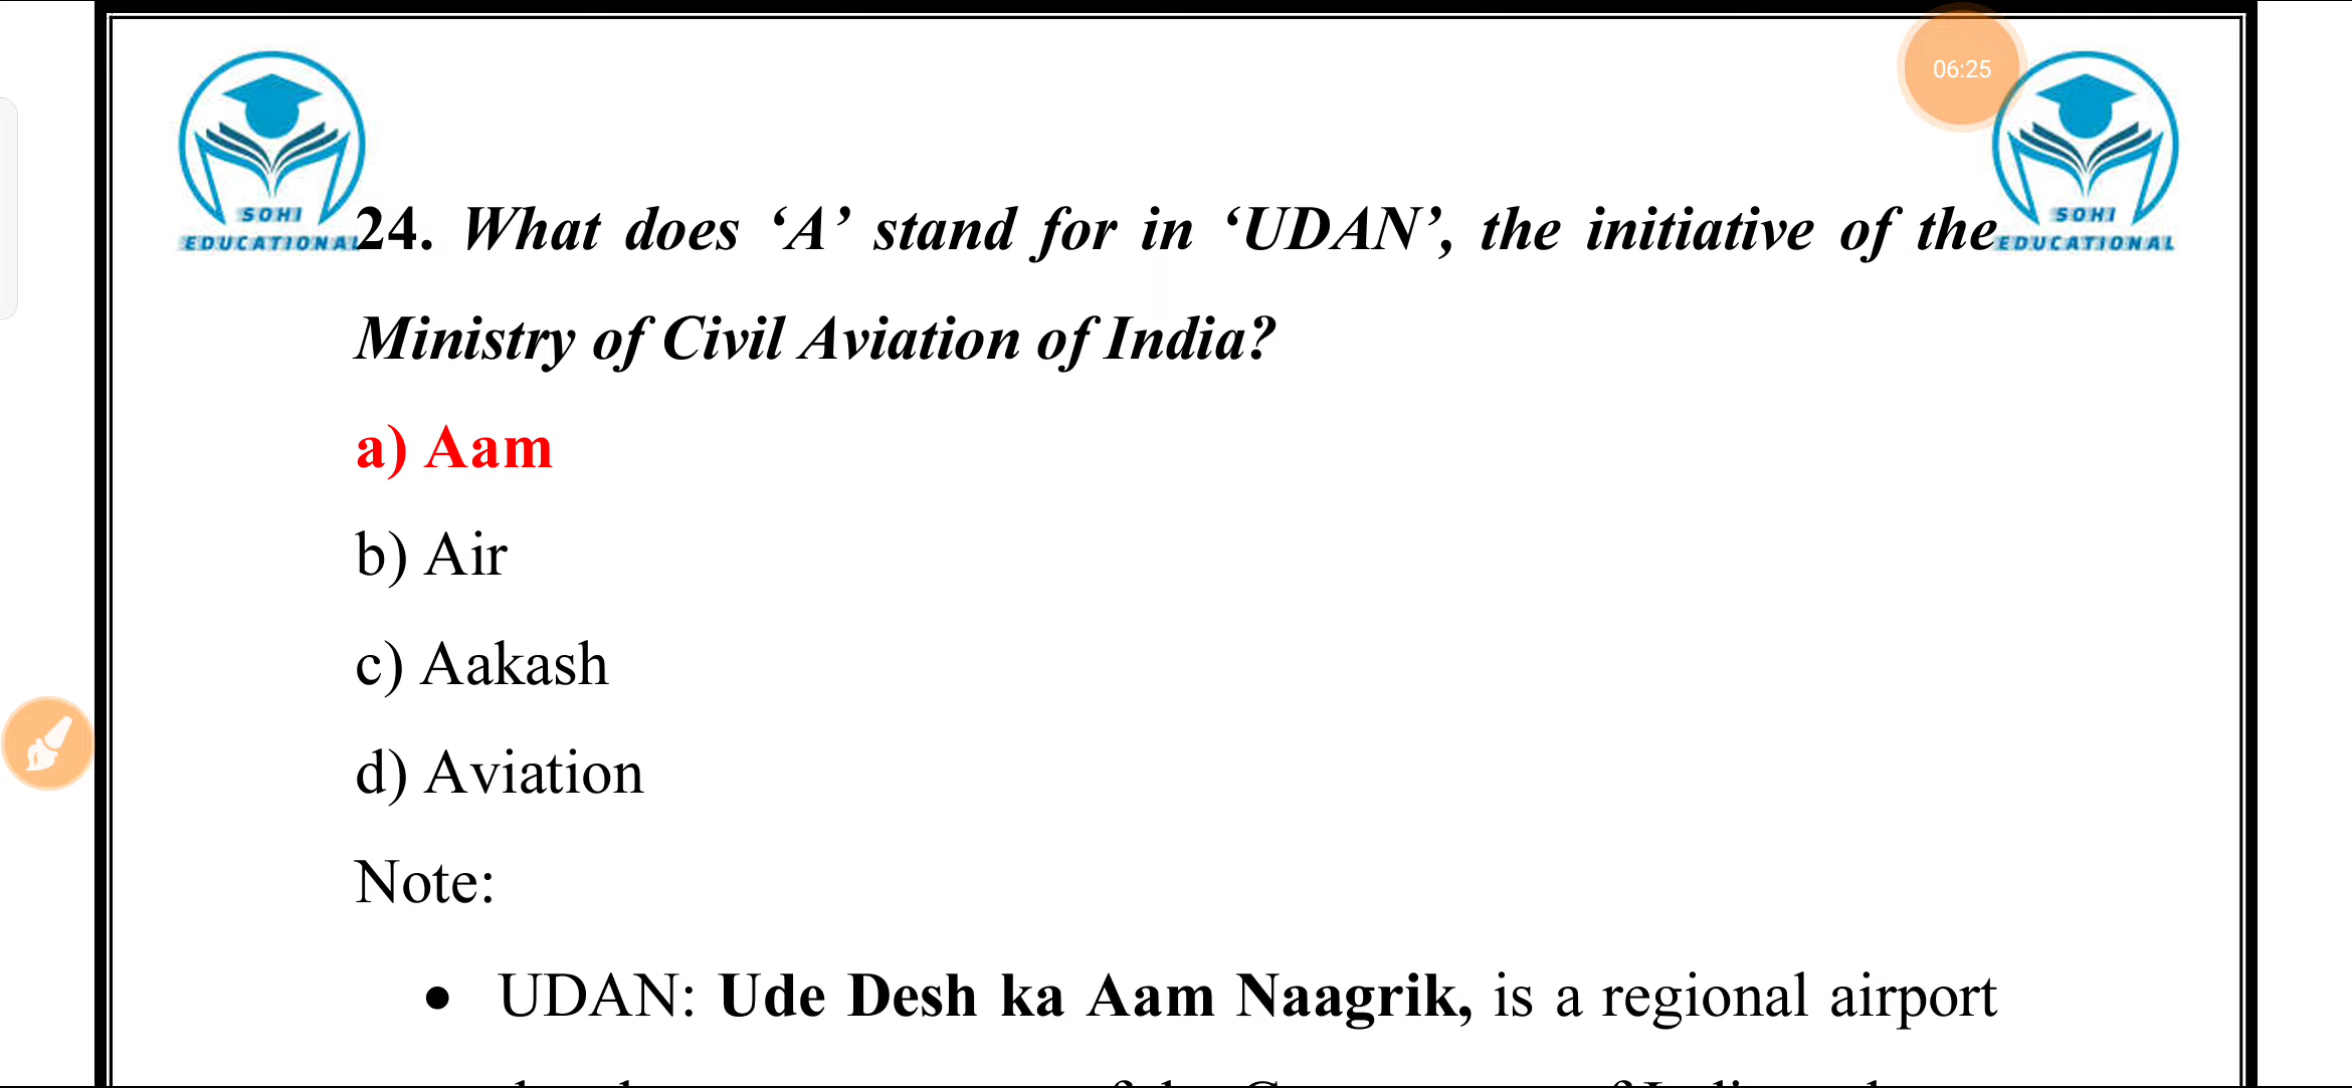 06:25
SOHI
EDUCATIONAL
SOHI
EDUCATIONAL
24. What does ‘A’ stand for in ‘UDAN’, the initiative of the
Ministry of Civil Aviation of India?
a) Aam
b) Air
c) Aakash
d) Aviation
Note:
• UDAN: Ude Desh ka Aam Naagrik, is a regional airport